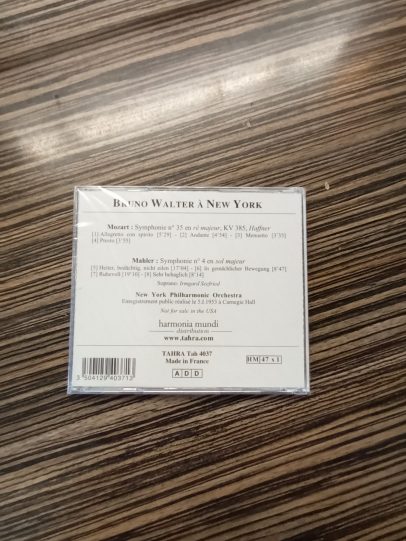 BRUNO WALTER À NEW YORK
Mozart : Symphonie n° 35 en ré majeur, KV 385, Haffner
[1] Allegretto con spirito [5'29] - [2] Andante [4'54] - [3] Menuetto [3'35]
[4] Presto [3'55]
Mahler : Symphonie n° 4 en sol majeur
[5] Heiter, bedächtig, nicht eilen [17'04] - [6] In gemächlicher Bewegung [8'47]
[7] Ruhevoll [19'10] - [8] Sehr behaglich [8'14]
Soprano: Irmgard Seefried
New York Philharmonic Orchestra
Enregistrement public réalisé le 5.I.1953 à Carnegie Hall
Not for sale in the USA
harmonia mundi
distribution
www.tahra.com
TAHRA Tah 4037
Made in France
HM 47 x 1
A D D
3 504129 403713